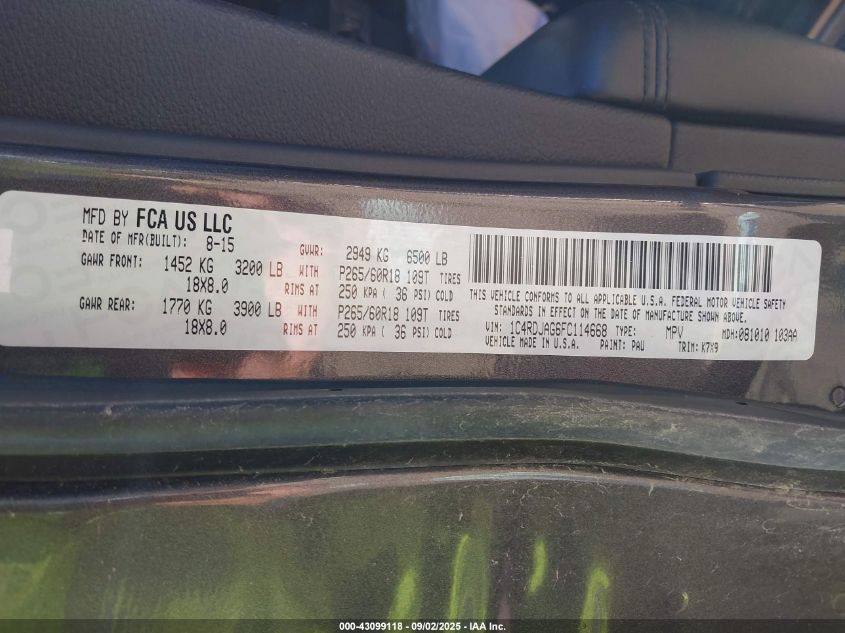 MFD BY FCA US LLC
DATE OF MFR(BUILT): 8-15 GVWR: 2949 KG 6500 LB
GAWR FRONT: 1452 KG 3200 LB WITH P265/60R18 109T TIRES
18X8.0 RIMS AT 250 KPA ( 36 PSI) COLD
GAWR REAR: 1770 KG 3900 LB WITH P265/60R18 109T TIRES
18X8.0 RIMS AT 250 KPA ( 36 PSI) COLD
THIS VEHICLE CONFORMS TO ALL APPLICABLE U.S.A. FEDERAL MOTOR VEHICLE SAFETY
STANDARDS IN EFFECT ON THE DATE OF MANUFACTURE SHOWN ABOVE.
VIN: 1C4RDJAG6FC114668 TYPE: MPV MDH: 081010 103AA
VEHICLE MADE IN U.S.A. PAINT: PAU TRIM: K7X9
000-43099118 - 09/02/2025 - IAA Inc.